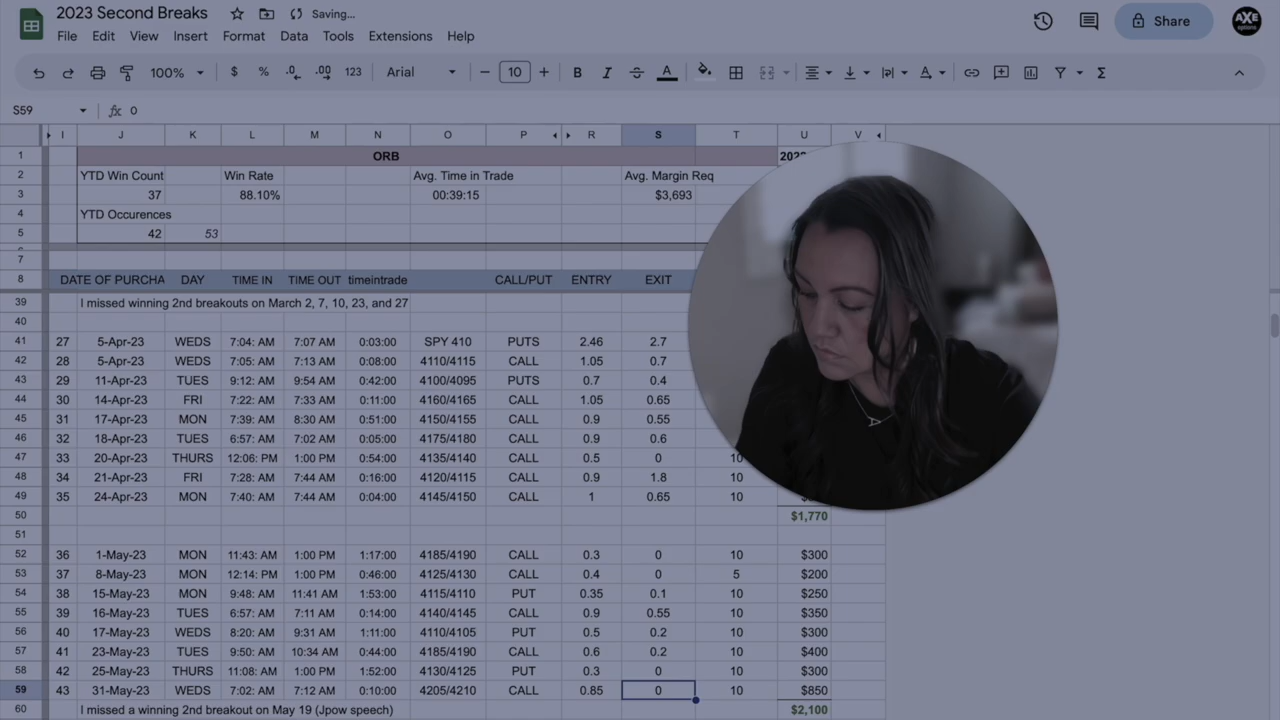 2023 Second Breaks Saving...
File Edit View Insert Format Data Tools Extensions Help
Share
AXE
options
100% $ % .0 .00 123 Arial 10 B I A
S59 fx 0
I J K L M N O P R S T U V
1 ORB
2 YTD Win Count Win Rate Avg. Time in Trade Avg. Margin Req
3 37 88.10% 00:39:15 $3,693
4 YTD Occurences
5 42 53
7
8 DATE OF PURCHA DAY TIME IN TIME OUT timeintrade CALL/PUT ENTRY EXIT
39 I missed winning 2nd breakouts on March 2, 7, 10, 23, and 27
40
41 27 5-Apr-23 WEDS 7:04: AM 7:07 AM 0:03:00 SPY 410 PUTS 2.46 2.7
42 28 5-Apr-23 WEDS 7:05: AM 7:13 AM 0:08:00 4110/4115 CALL 1.05 0.7
43 29 11-Apr-23 TUES 9:12: AM 9:54 AM 0:42:00 4100/4095 PUTS 0.7 0.4
44 30 14-Apr-23 FRI 7:22: AM 7:33 AM 0:11:00 4160/4165 CALL 1.05 0.65
45 31 17-Apr-23 MON 7:39: AM 8:30 AM 0:51:00 4150/4155 CALL 0.9 0.55
46 32 18-Apr-23 TUES 6:57: AM 7:02 AM 0:05:00 4175/4180 CALL 0.9 0.6
47 33 20-Apr-23 THURS 12:06: PM 1:00 PM 0:54:00 4135/4140 CALL 0.5 0 10
48 34 21-Apr-23 FRI 7:28: AM 7:44 AM 0:16:00 4120/4115 CALL 0.9 1.8 10
49 35 24-Apr-23 MON 7:40: AM 7:44 AM 0:04:00 4145/4150 CALL 1 0.65 10
50 $1,770
51
52 36 1-May-23 MON 11:43: AM 1:00 PM 1:17:00 4185/4190 CALL 0.3 0 10 $300
53 37 8-May-23 MON 12:14: PM 1:00 PM 0:46:00 4125/4130 CALL 0.4 0 5 $200
54 38 15-May-23 MON 9:48: AM 11:41 AM 1:53:00 4115/4110 PUT 0.35 0.1 10 $250
55 39 16-May-23 TUES 6:57: AM 7:11 AM 0:14:00 4140/4145 CALL 0.9 0.55 10 $350
56 40 17-May-23 WEDS 8:20: AM 9:31 AM 1:11:00 4110/4105 PUT 0.5 0.2 10 $300
57 41 23-May-23 TUES 9:50: AM 10:34 AM 0:44:00 4185/4190 CALL 0.6 0.2 10 $400
58 42 25-May-23 THURS 11:08: AM 1:00 PM 1:52:00 4130/4125 PUT 0.3 0 10 $300
59 43 31-May-23 WEDS 7:02: AM 7:12 AM 0:10:00 4205/4210 CALL 0.85 0 10 $850
60 I missed a winning 2nd breakout on May 19 (Jpow speech) $2,100